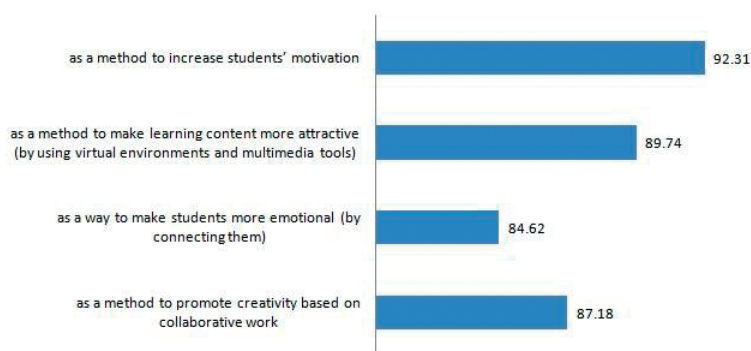 as a method to increase students' motivation
92.31
as a method to make learning content more attractive
(by using virtual environments and multimedia tools)
89.74
as a way to make students more emotional (by
connecting them)
84.62
as a method to promote creativity based on
collaborative work
87.18